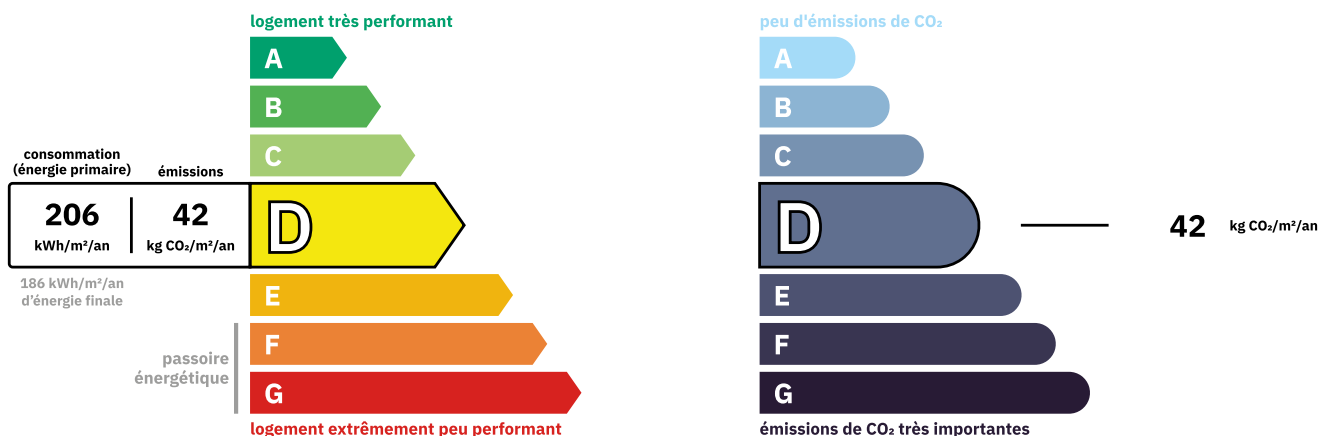 logement très performant
A
B
C
consommation
(énergie primaire)
émissions
206
kWh/m²/an
42
kg CO₂/m²/an
D
186 kWh/m²/an
d'énergie finale
E
passoire
énergétique
F
G
logement extrêmement peu performant
peu d'émissions de CO₂
A
B
C
D
42 kg CO₂/m²/an
E
F
G
émissions de CO₂ très importantes